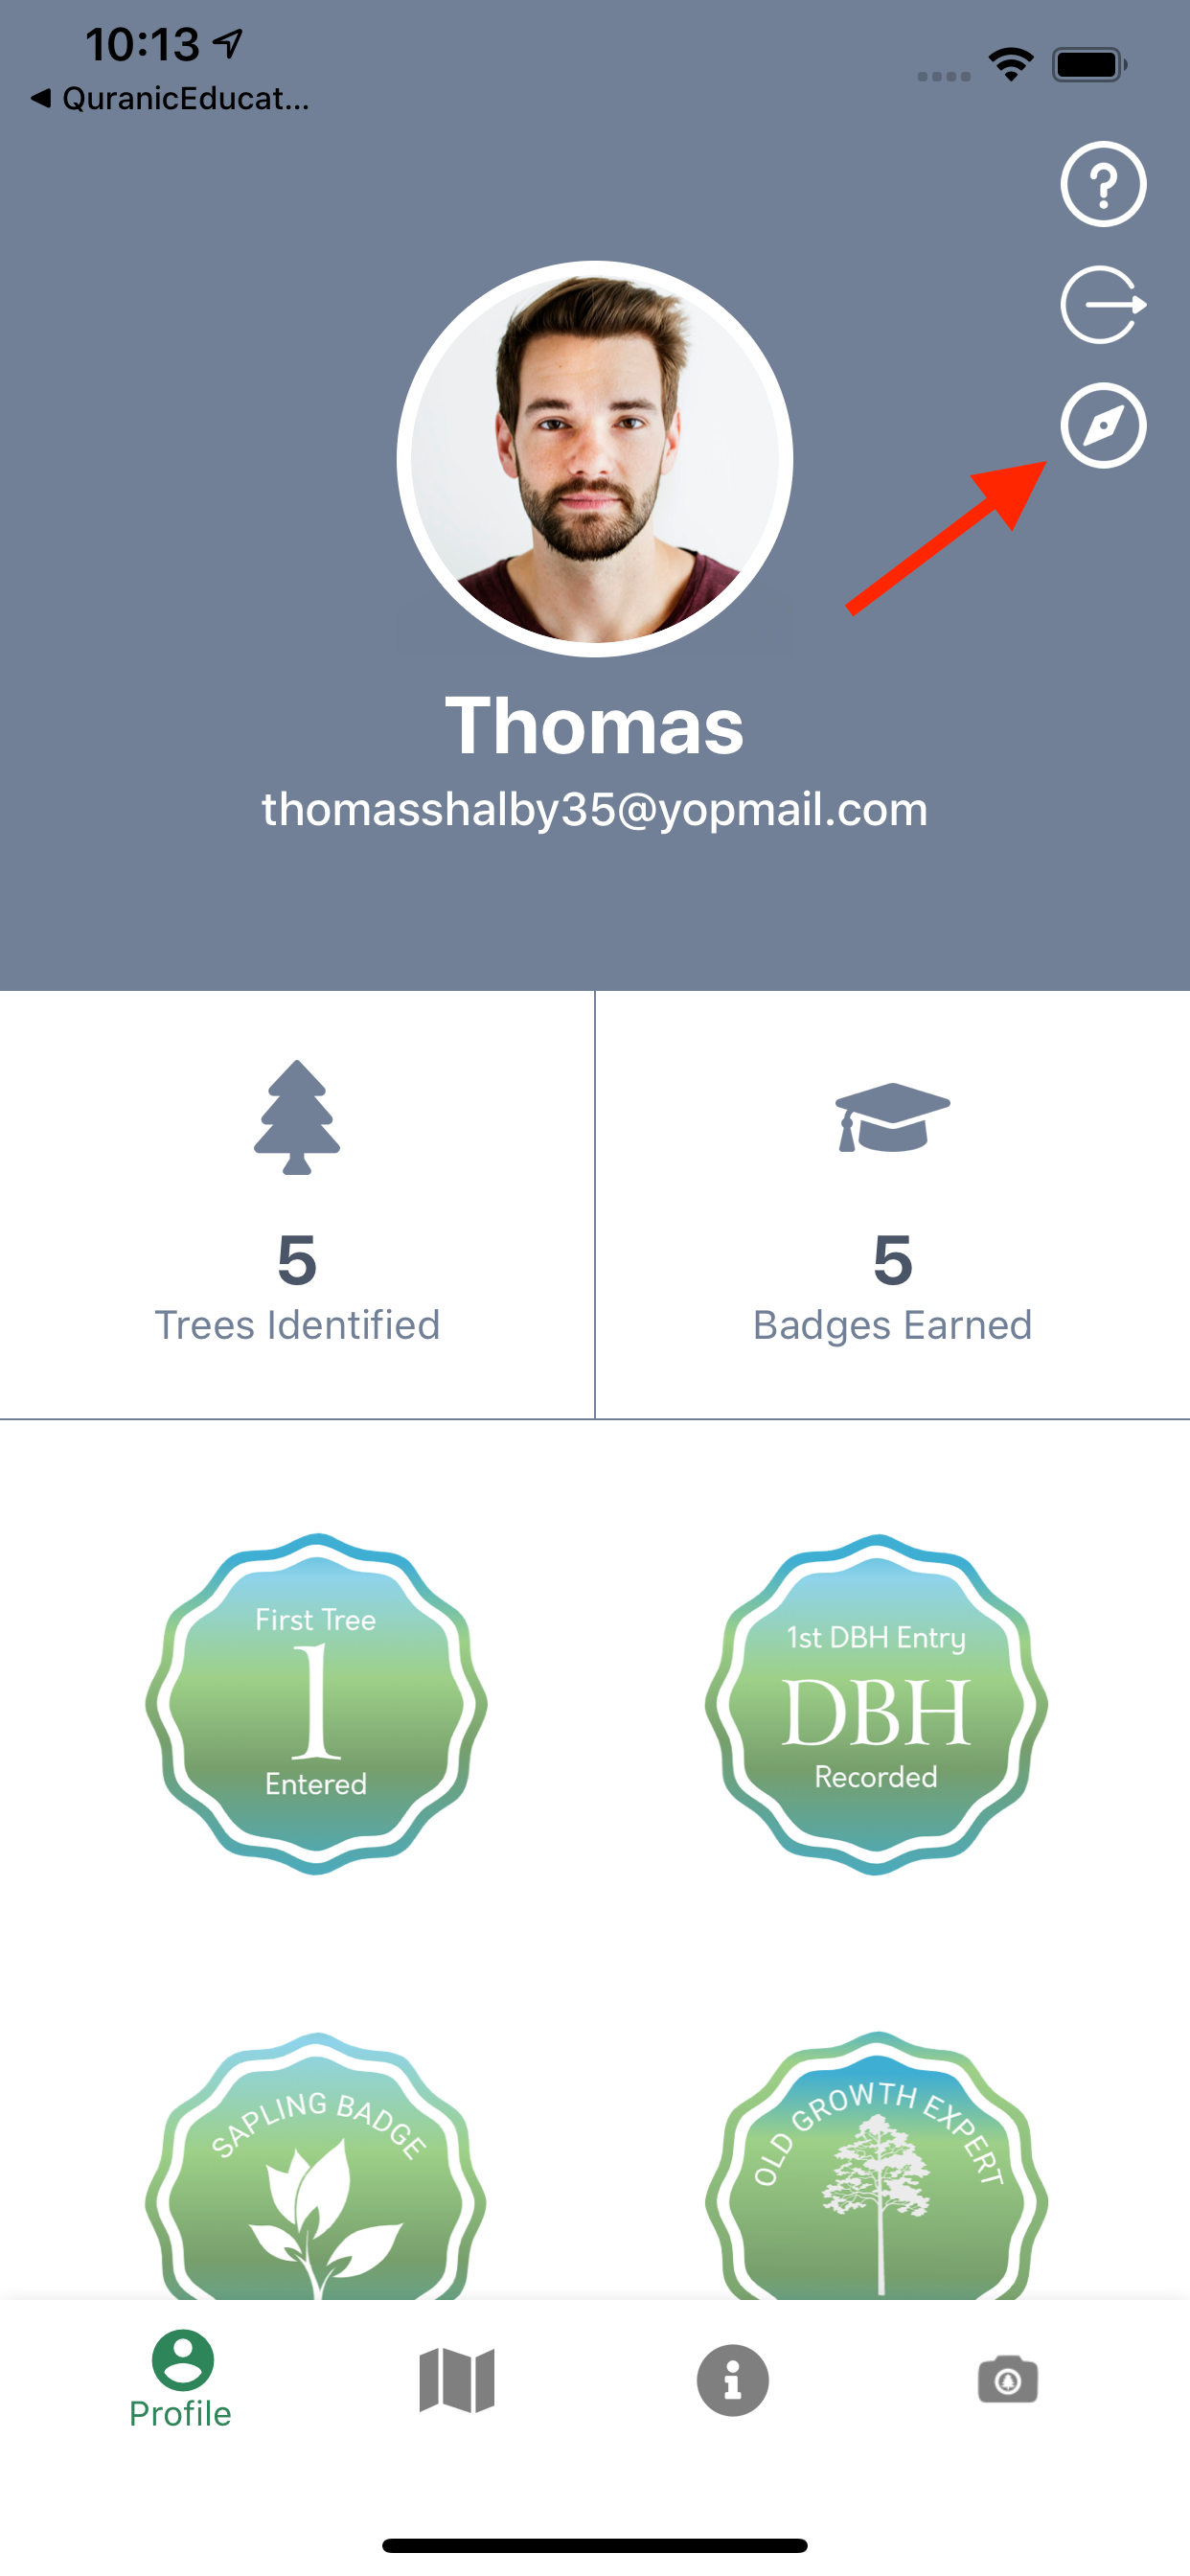 10:13
QuranicEducat...
Thomas
thomasshalby35@yopmail.com
5
Trees Identified
5
Badges Earned
First Tree
1
Entered
1st DBH Entry
DBH
Recorded
SAPLING BADGE
OLD GROWTH EXPERT
Profile